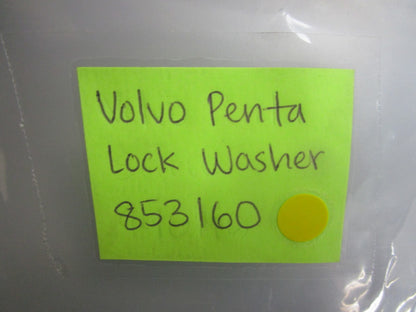 Volvo Penta
Lock Washer
853160